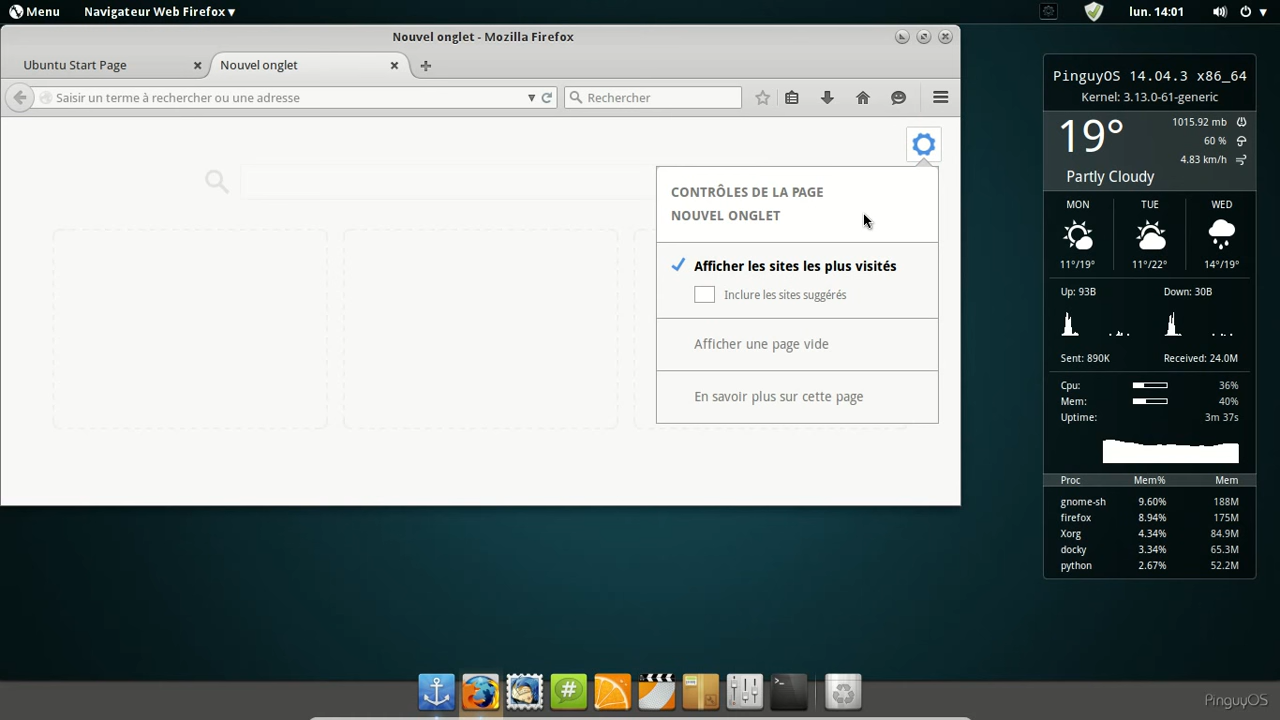 Menu Navigateur Web Firefox ▾ lun. 14:01
Nouvel onglet - Mozilla Firefox
Ubuntu Start Page Nouvel onglet
Saisir un terme à rechercher ou une adresse Rechercher
CONTRÔLES DE LA PAGE
NOUVEL ONGLET
Afficher les sites les plus visités
Inclure les sites suggérés
Afficher une page vide
En savoir plus sur cette page
PinguyOS 14.04.3 x86_64
Kernel: 3.13.0-61-generic
19° 1015.92 mb
60 %
4.83 km/h
Partly Cloudy
MON TUE WED
11°/19° 11°/22° 14°/19°
Up: 93B Down: 30B
Sent: 890K Received: 24.0M
Cpu: 36%
Mem: 40%
Uptime: 3m 37s
Proc Mem% Mem
gnome-sh 9.60% 188M
firefox 8.94% 175M
Xorg 4.34% 84.9M
docky 3.34% 65.3M
python 2.67% 52.2M
#
>_
PinguyOS